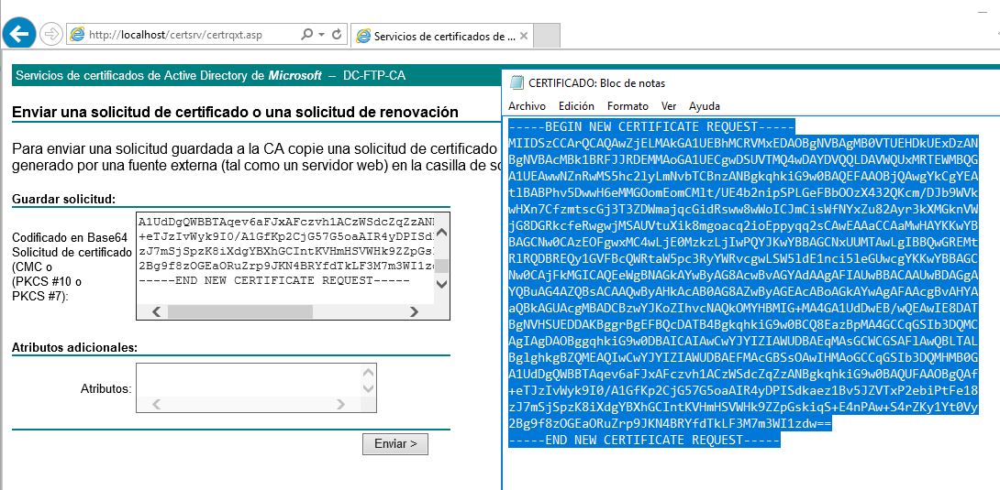 http://localhost/certsrv/certrqxt.asp
Servicios de certificados de ...
Servicios de certificados de Active Directory de Microsoft -- DC-FTP-CA
Enviar una solicitud de certificado o una solicitud de renovación
Para enviar una solicitud guardada a la CA copie una solicitud de certificado
generado por una fuente externa (tal como un servidor web) en la casilla de so
Guardar solicitud:
Codificado en Base64
Solicitud de certificado
(CMC o
(PKCS #10 o
PKCS #7):
A1UdDgQWBBTAqev6aFJxAFczvh1ACzWSdcZqZzANB
+eTJzIvWyk9I0/A1GfKp2CjG57G5oaAIR4yDPISd
zJ7mSjSpzK8iXdgYBXhGCIntKVHmHSVWHk9ZZpGs
2Bg9f8zOGEaORuZrp9JKN4BRYfdTkLF3M7m3WI1z
-----END NEW CERTIFICATE REQUEST-----
Atributos adicionales:
Atributos:
Enviar >
CERTIFICADO: Bloc de notas
Archivo Edición Formato Ver Ayuda
-----BEGIN NEW CERTIFICATE REQUEST-----
MIIDSzCCArQCAQAwZjELMAkGA1UEBhMCRVMxEDAOBgNVBAgMB0VTUEHDkUExDzAN
BgNVBAcMBk1BRFJJRDEMMAoGA1UECgwDSUVTMQ4wDAYDVQQLDAVWQUxMRTEWMBQG
A1UEAwwNZnRwMS5hc2lyLmNvbTCBnzANBgkqhkiG9w0BAQEFAAOBjQAwgYkCgYEA
tlBABPhv5DwwH6eMMGOomEomCMlt/UE4b2nipSPLGeFBbOOzX432QKcm/DJb9WVk
wHXn7CfzmtscGj3T3ZDWmajqcGidRsww8wWoICJmCisWfNYxZu82Ayr3kXMGknVW
jG8DGRkcfeRwgwjMSAUVtuXik8mgoacq2ioEppyqq2sCAwEAAaCCAaMwHAYKKwYB
BAGCNw0CAzEOFgwxMC4wLjE0MzkzLjIwPQYJKwYBBAGCNxUUMTAwLgIBBQwGREMt
RlRQDBREQy1GVFBcQWRtaW5pc3RyYWRvcgwLSW5ldE1nci5leGUwcgYKKwYBBAGC
Nw0CAjFkMGICAQEeWgBNAGkAYwByAG8AcwBvAGYAdAAgAFIAUwBBACAAUwBDAGgA
YQBuAG4AZQBsACAAQwByAHkAcAB0AG8AZwByAGEAcABoAGkAYwAgAFAAcgBvAHYA
aQBkAGUAcgMBADCBzwYJKoZIhvcNAQkOMYHBMIG+MA4GA1UdDwEB/wQEAwIE8DAT
BgNVHSUEDDAKBggrBgEFBQcDATB4BgkqhkiG9w0BCQ8EazBpMA4GCCqGSIb3DQMC
AgIAgDAOBggqhkiG9w0DBAICAIAwCwYJYIZIAWUDBAEqMAsGCWCGSAFlAwQBLTAL
BglghkgBZQMEAQIwCwYJYIZIAWUDBAEFMAcGBSsOAwIHMAoGCCqGSIb3DQMHMB0G
A1UdDgQWBBTAqev6aFJxAFczvh1ACzWSdcZqZzANBgkqhkiG9w0BAQUFAAOBgQAf
+eTJzIvWyk9I0/A1GfKp2CjG57G5oaAIR4yDPISdkaez1Bv5JZVTxP2ebiPtFe18
zJ7mSjSpzK8iXdgYBXhGCIntKVHmHSVWHk9ZZpGskiqS+E4nPAw+S4rZKy1Yt0Vy
2Bg9f8zOGEaORuZrp9JKN4BRYfdTkLF3M7m3WI1zdw==
-----END NEW CERTIFICATE REQUEST-----